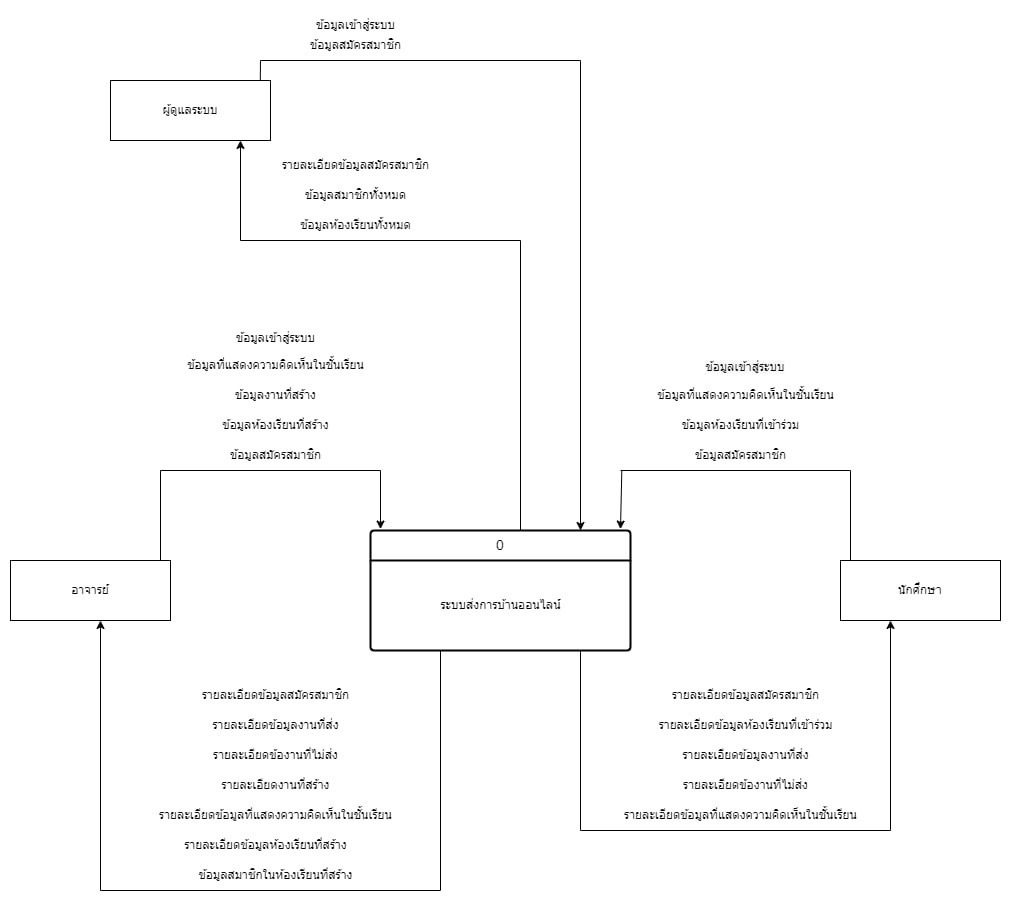 ข้อมูลเข้าสู่ระบบ
ข้อมูลสมัครสมาชิก
ผู้ดูแลระบบ
รายละเอียดข้อมูลสมัครสมาชิก
ข้อมูลสมาชิกทั้งหมด
ข้อมูลห้องเรียนทั้งหมด
ข้อมูลเข้าสู่ระบบ
ข้อมูลที่แสดงความคิดเห็นในชั้นเรียน
ข้อมูลงานที่สร้าง
ข้อมูลห้องเรียนที่สร้าง
ข้อมูลสมัครสมาชิก
ข้อมูลเข้าสู่ระบบ
ข้อมูลที่แสดงความคิดเห็นในชั้นเรียน
ข้อมูลห้องเรียนที่เข้าร่วม
ข้อมูลสมัครสมาชิก
0
อาจารย์
ระบบส่งการบ้านออนไลน์
นักศึกษา
รายละเอียดข้อมูลสมัครสมาชิก
รายละเอียดข้อมูลงานที่ส่ง
รายละเอียดข้องานที่ไม่ส่ง
รายละเอียดงานที่สร้าง
รายละเอียดข้อมูลที่แสดงความคิดเห็นในชั้นเรียน
รายละเอียดข้อมูลห้องเรียนที่สร้าง
ข้อมูลสมาชิกในห้องเรียนที่สร้าง
รายละเอียดข้อมูลสมัครสมาชิก
รายละเอียดข้อมูลห้องเรียนที่เข้าร่วม
รายละเอียดข้อมูลงานที่ส่ง
รายละเอียดข้องานที่ไม่ส่ง
รายละเอียดข้อมูลที่แสดงความคิดเห็นในชั้นเรียน